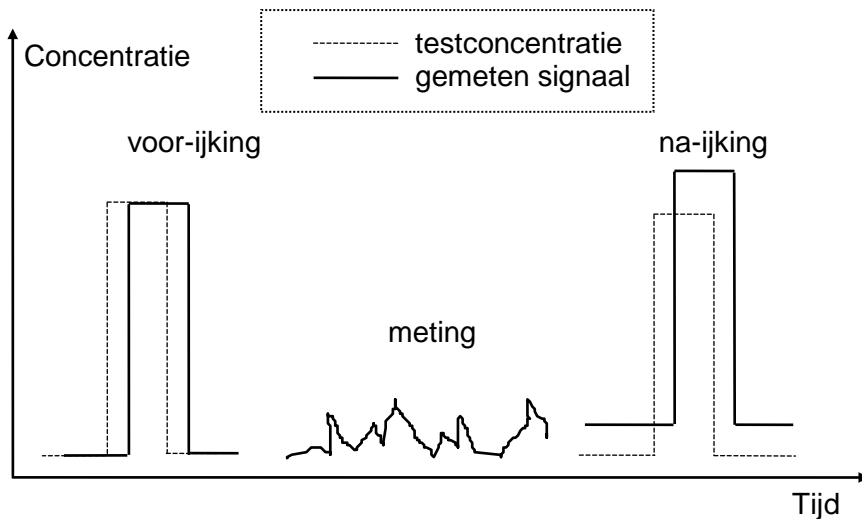 testconcentratie
Concentratie
gemeten signaal
voor-ijking
na-ijking
meting
Tijd